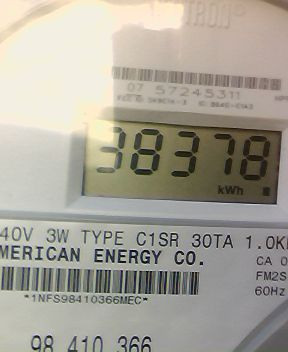 TRON®
07 57245311
38378
kWh
40V 3W TYPE C1SR 30TA 1.0K
MERICAN ENERGY CO.
CA 0
FM2S
60Hz
*1NFS98410366MEC*
98 410 366